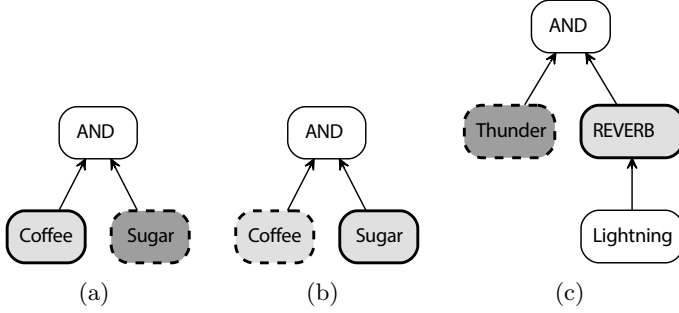 AND
Thunder REVERB
AND AND
Coffee Sugar Coffee Sugar Lightning
(a) (b) (c)